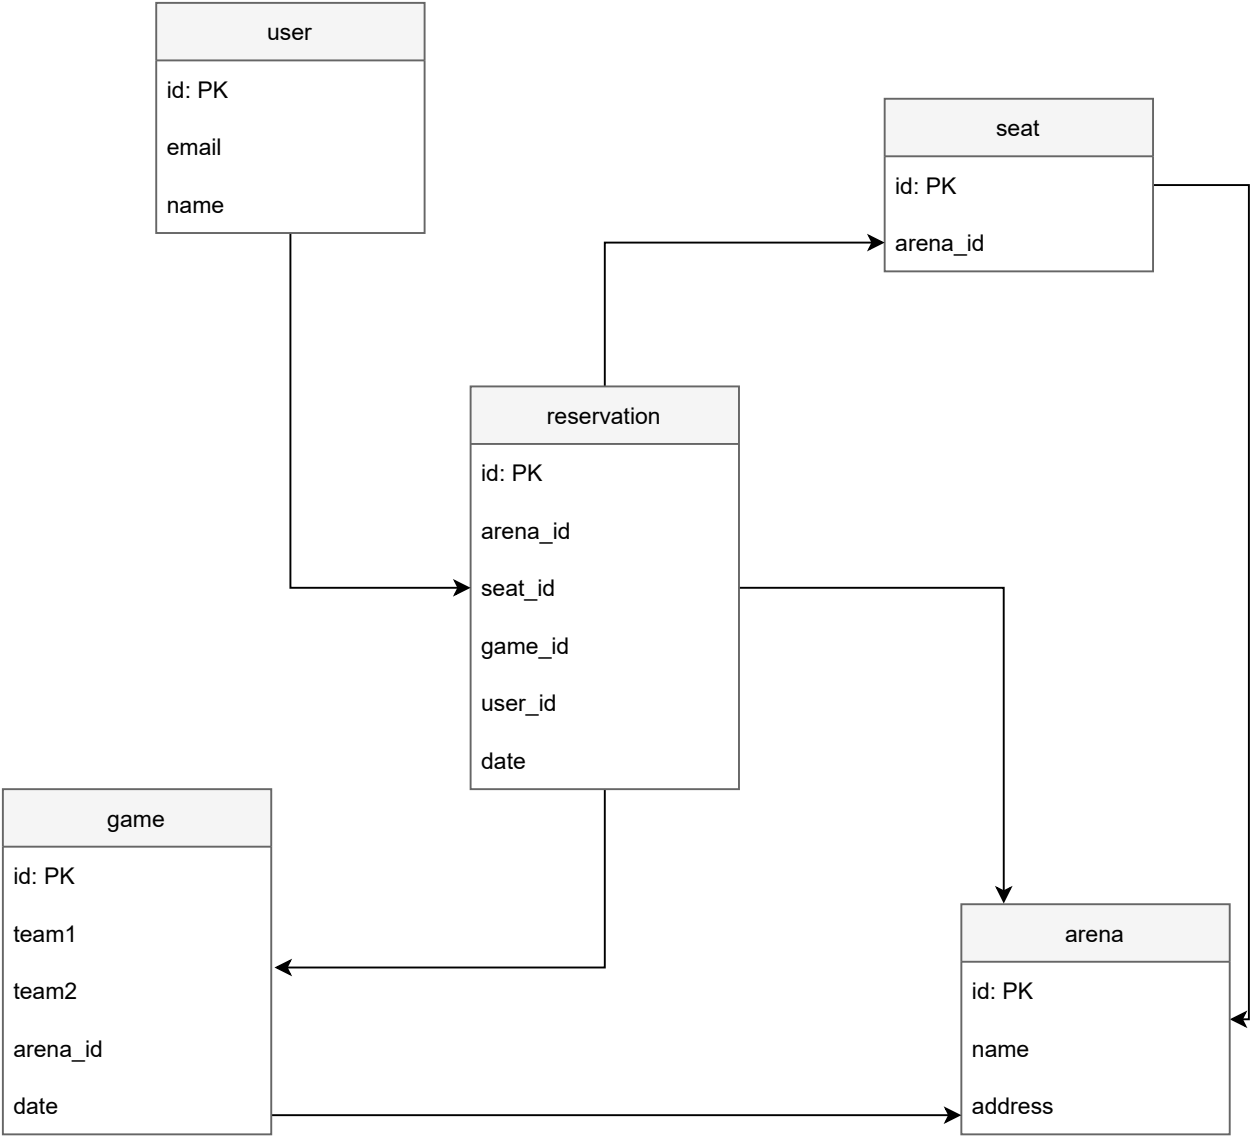 user
id: PK
email
name
seat
id: PK
arena_id
reservation
id: PK
arena_id
seat_id
game_id
user_id
date
game
id: PK
team1
team2
arena_id
date
arena
id: PK
name
address